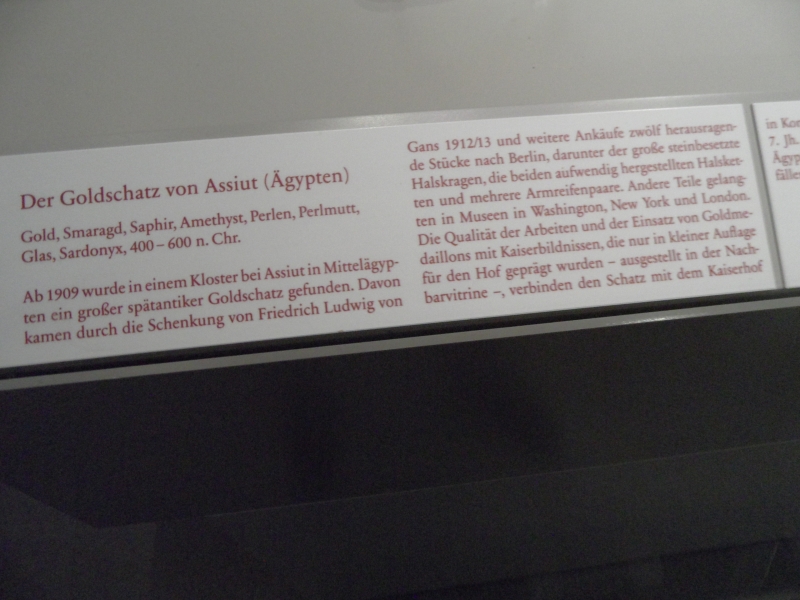 Der Goldschatz von Assiut (Ägypten)
Gold, Smaragd, Saphir, Amethyst, Perlen, Perlmutt,
Glas, Sardonyx, 400 – 600 n. Chr.
Ab 1909 wurde in einem Kloster bei Assiut in Mittelägyp-
ten ein großer spätantiker Goldschatz gefunden. Davon
kamen durch die Schenkung von Friedrich Ludwig von
Gans 1912/13 und weitere Ankäufe zwölf herausragen-
de Stücke nach Berlin, darunter der große steinbesetzte
Halskragen, die beiden aufwendig hergestellten Halsket-
ten und mehrere Armreifenpaare. Andere Teile gelang-
ten in Museen in Washington, New York und London.
Die Qualität der Arbeiten und der Einsatz von Goldme-
daillons mit Kaiserbildnissen, die nur in kleiner Auflage
für den Hof geprägt wurden – ausgestellt in der Nach-
barvitrine –, verbinden den Schatz mit dem Kaiserhof
in
7. Jh.